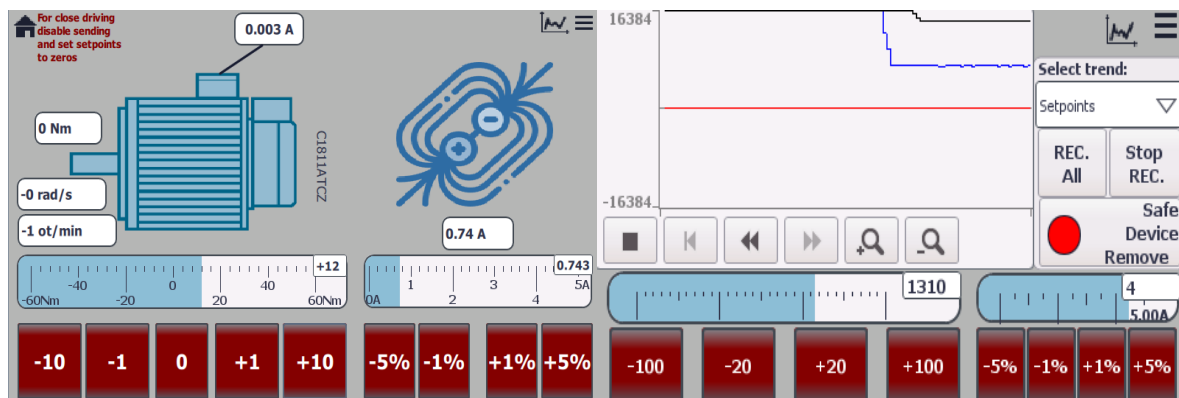 For close driving
disable sending
and set setpoints
to zeros
0.003 A
0 Nm
C1811ATCZ
-0 rad/s
-1 ot/min
0.74 A
+12
-40 0 40
-60Nm -20 20 60Nm
0.743
1 3 5A
0A 2 4
-10 -1 0 +1 +10
-5% -1% +1% +5%
16384
-16384
Select trend:
Setpoints
REC.
All
Stop
REC.
Safe
Device
Remove
1310
4
5.00A
-100 -20 +20 +100
-5% -1% +1% +5%